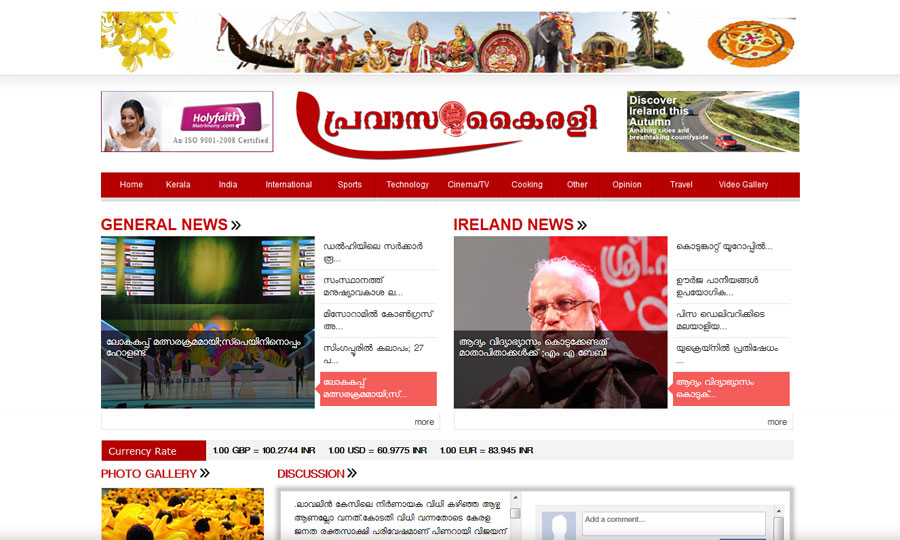 Holyfaith
Matrimony.com
An ISO 9001-2008 Certified
പ്രവാസ കൈരളി
Discover
Ireland this
Autumn
Amazing cities and
breathtaking countryside
Home Kerala India International Sports Technology Cinema/TV Cooking Other Opinion Travel Video Gallery
GENERAL NEWS
ലോകകപ്പ് മത്സരക്രമമായി;സ്പെയിനിനൊപ്പം
ഹോളണ്ട്
ഡൽഹിയിലെ സർക്കാർ
രൂ...
സംസ്ഥാനത്ത്
മനുഷ്യാവകാശ ല...
മിസോറാമിൽ കോൺഗ്രസ്
അ...
സിംഗപ്പൂരിൽ കലാപം; 27
പ...
ലോകകപ്പ്
മത്സരക്രമമായി;സ്...
more
IRELAND NEWS
ആദ്യം വിദ്യാഭ്യാസം കൊടുക്കേണ്ടത്
മാതാപിതാക്കൾക്ക് ;എം എ ബേബി
കൊടുങ്കാറ്റ് യൂറോപ്പിൽ...
ഊർജ പാനീയങ്ങൾ
ഉപയോഗിക...
പിസ ഡെലിവറിക്കിടെ
മലയാളിയ...
യുക്രെയ്നിൽ പ്രതിഷേധം
...
ആദ്യം വിദ്യാഭ്യാസം
കൊടുക്...
more
Currency Rate
1.00 GBP = 100.2744 INR 1.00 USD = 60.9775 INR 1.00 EUR = 83.945 INR
PHOTO GALLERY
DISCUSSION
.ലാവലിൻ കേസിലെ നിർണായക വിധി കഴിഞ്ഞ ആഴ്ച
ആണല്ലോ വന്നത്.കോടതി വിധി വന്നതോടെ കേരള
ജനത രക്തസാക്ഷി പരിവേഷമാണ് പിണറായി വിജയന്
Add a comment...